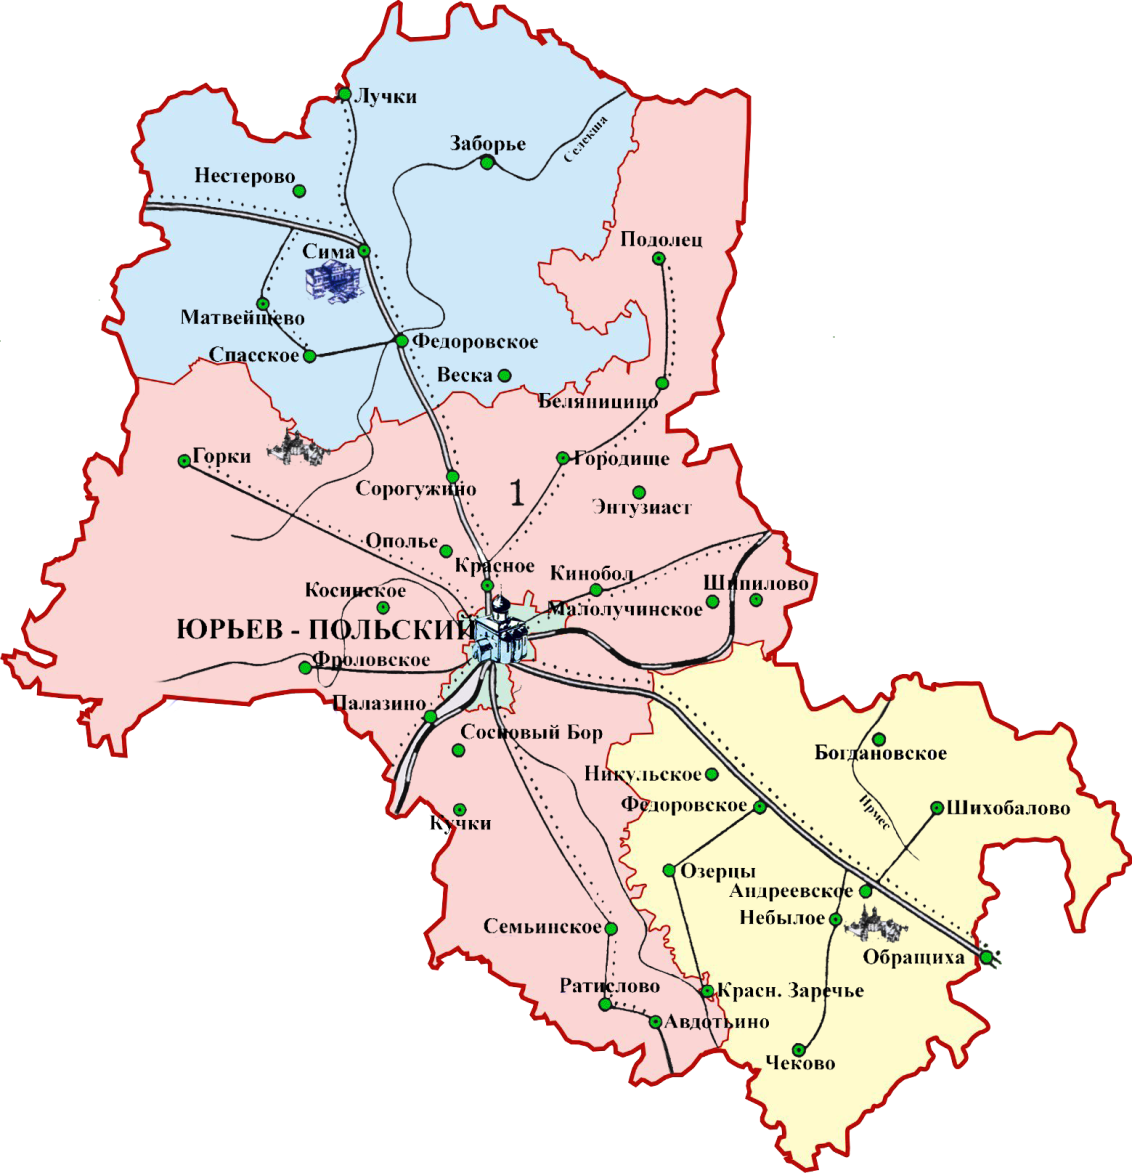 Лучки
Заборье
Селекша
Нестерово
Подолец
Сима
Матвейщево
Федоровское
Спасское
Веска
Беляницино
Горки
Городище
Сорогужино
1
Энтузиаст
Ополье
Красное
Кинобол
Шипилово
Косинское
Малолучинское
ЮРЬЕВ - ПОЛЬСКИЙ
Фроловское
Палазино
Сосновый Бор
Богдановское
Никульское
Федоровское
Шихобалово
Ирмес
Кучки
Озерцы
Андреевское
Небылое
Семьинское
Обращиха
Ратислово
Красн. Заречье
Авдотьино
Чеково